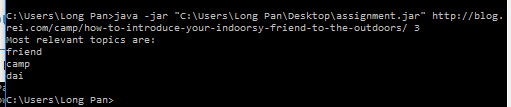 C:\Users\Long Pan>java -jar "C:\Users\Long Pan\Desktop\assignment.jar" http://blog.
rei.com/camp/how-to-introduce-your-indoorsy-friend-to-the-outdoors/ 3
Most relevant topics are:
friend
camp
dai
C:\Users\Long Pan>